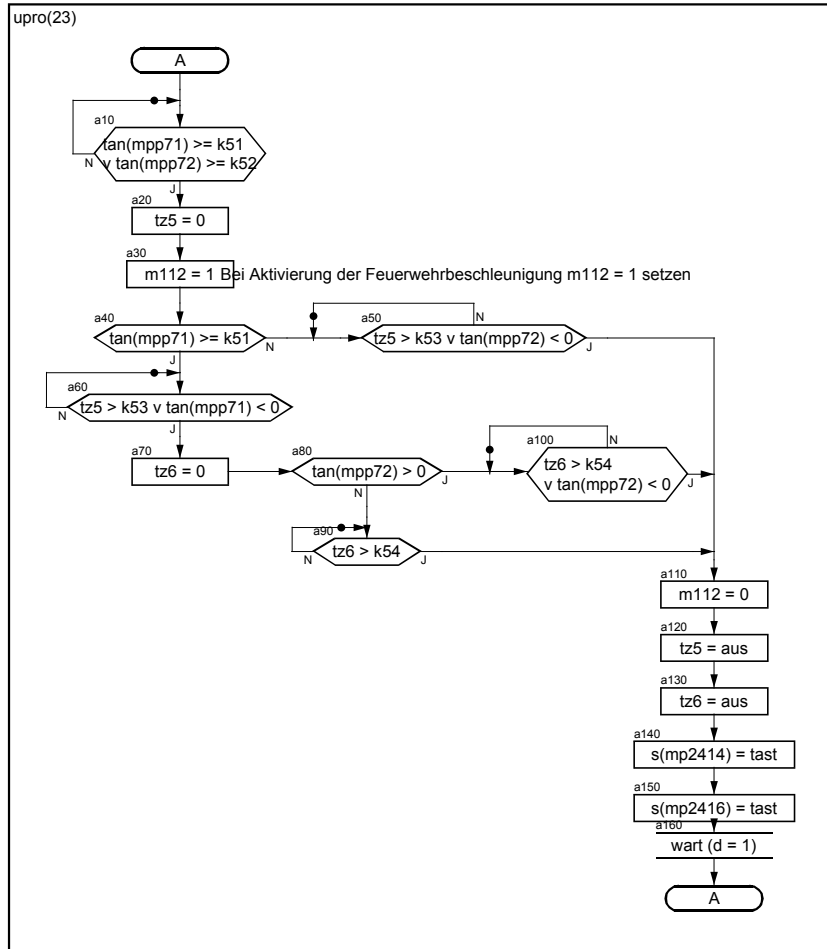 upro(23)
A
a10
tan(mpp71) >= k51
v tan(mpp72) >= k52
N
J
a20
tz5 = 0
a30
m112 = 1 Bei Aktivierung der Feuerwehrbeschleunigung m112 = 1 setzen
a40
tan(mpp71) >= k51
N
J
a50
N
tz5 > k53 v tan(mpp72) < 0
J
a60
tz5 > k53 v tan(mpp71) < 0
N
J
a70
tz6 = 0
a80
tan(mpp72) > 0
J
N
a100
N
tz6 > k54
v tan(mpp72) < 0
J
a90
tz6 > k54
N
J
a110
m112 = 0
a120
tz5 = aus
a130
tz6 = aus
a140
s(mp2414) = tast
a150
s(mp2416) = tast
a160
wart (d = 1)
A